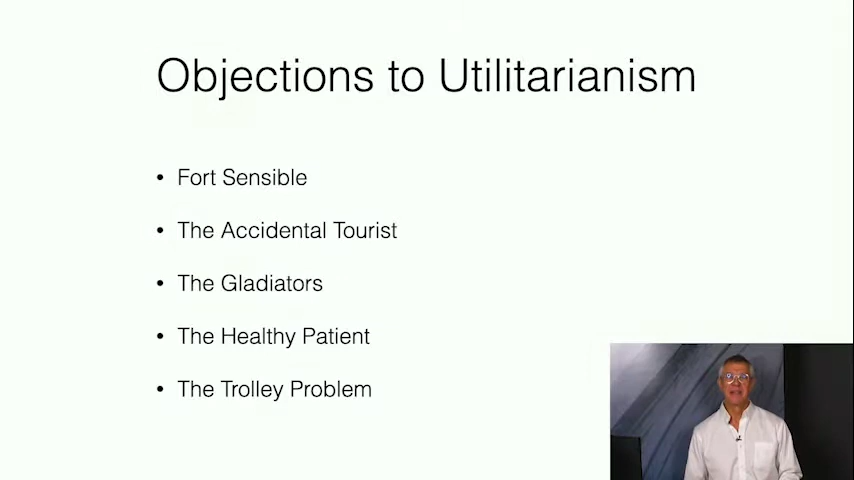 Objections to Utilitarianism
• Fort Sensible
• The Accidental Tourist
• The Gladiators
• The Healthy Patient
• The Trolley Problem